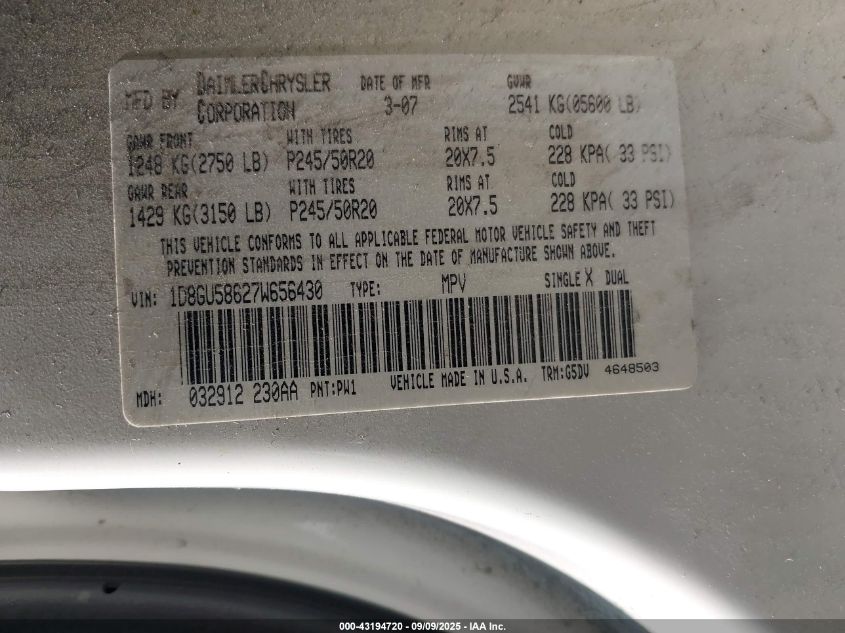 MFD BY DAIMLERCHRYSLER CORPORATION DATE OF MFR 3-07 GVWR 2541 KG(05600 LB)
GAWR FRONT WITH TIRES RIMS AT COLD
1248 KG(2750 LB) P245/50R20 20X7.5 228 KPA( 33 PSI)
GAWR REAR WITH TIRES RIMS AT COLD
1429 KG(3150 LB) P245/50R20 20X7.5 228 KPA( 33 PSI)
THIS VEHICLE CONFORMS TO ALL APPLICABLE FEDERAL MOTOR VEHICLE SAFETY AND THEFT
PREVENTION STANDARDS IN EFFECT ON THE DATE OF MANUFACTURE SHOWN ABOVE.
VIN: 1D8GU58627W656430 TYPE: MPV SINGLE X DUAL
MDH: 032912 230AA PNT:PW1 VEHICLE MADE IN U.S.A. TRM:G5DV 4648503
000-43194720 - 09/09/2025 - IAA Inc.